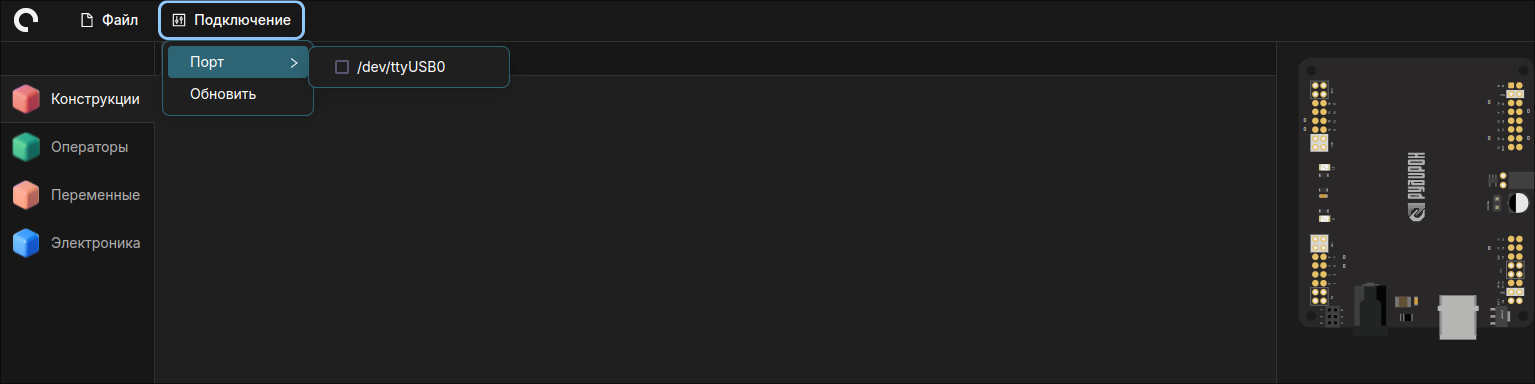 Файл
Подключение
Порт
/dev/ttyUSB0
Обновить
Конструкции
Операторы
Переменные
Электроника